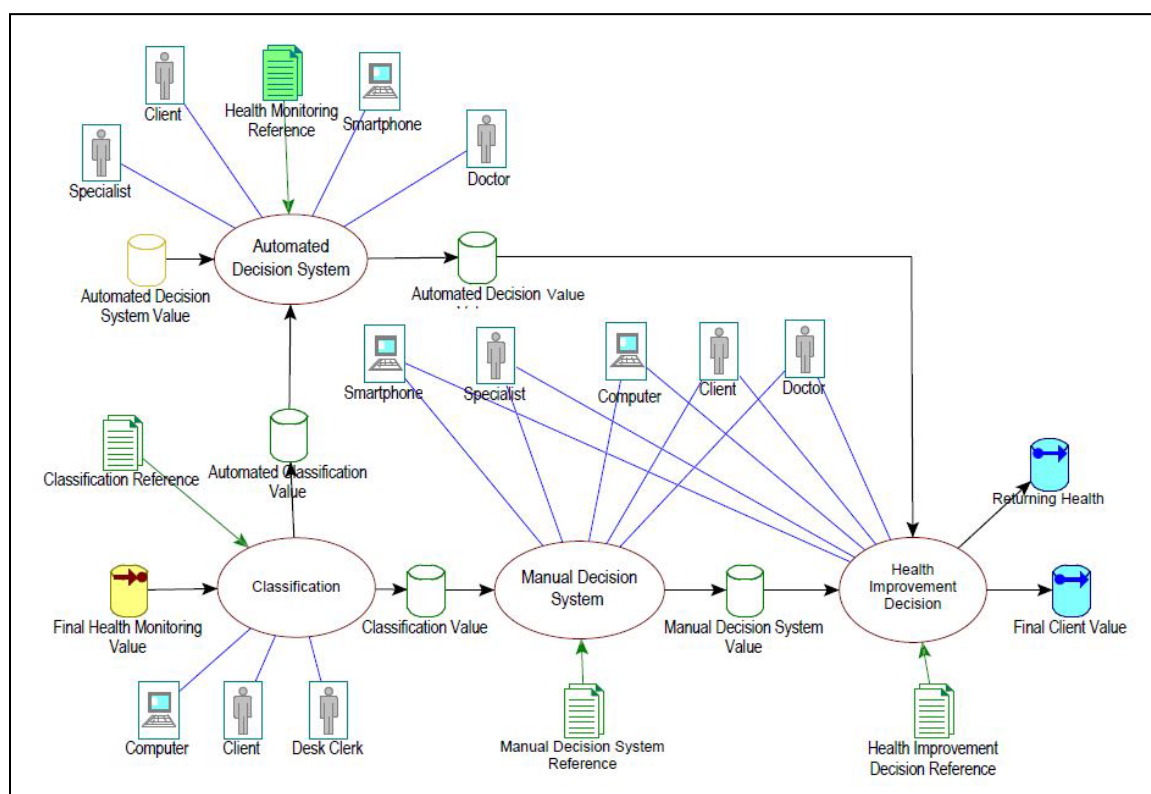 Client
Health Monitoring
Reference
Smartphone
Specialist
Doctor
Automated
Decision System
Automated Decision
System Value
Automated Decision Value
Smartphone
Specialist
Computer
Client
Doctor
Classification Reference
Automated Classification
Value
Returning Health
Classification
Manual Decision
System
Health
Improvement
Decision
Final Health Monitoring
Value
Classification Value
Manual Decision System
Value
Final Client Value
Computer
Client
Desk Clerk
Manual Decision System
Reference
Health Improvement
Decision Reference